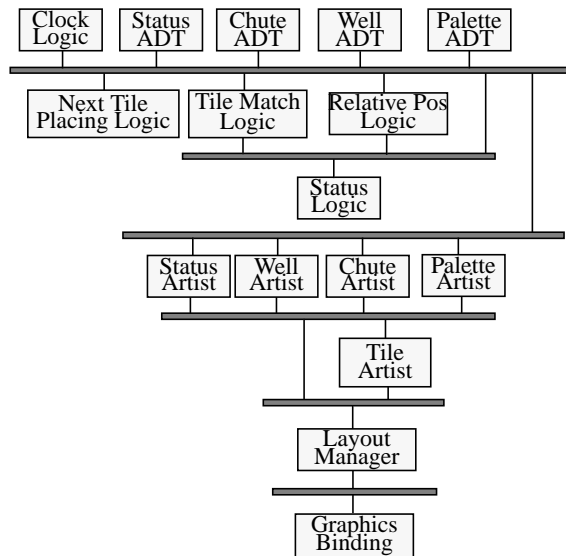 Clock
Logic
Status
ADT
Chute
ADT
Well
ADT
Palette
ADT
Next Tile
Placing Logic
Tile Match
Logic
Relative Pos
Logic
Status
Logic
Status
Artist
Well
Artist
Chute
Artist
Palette
Artist
Tile
Artist
Layout
Manager
Graphics
Binding